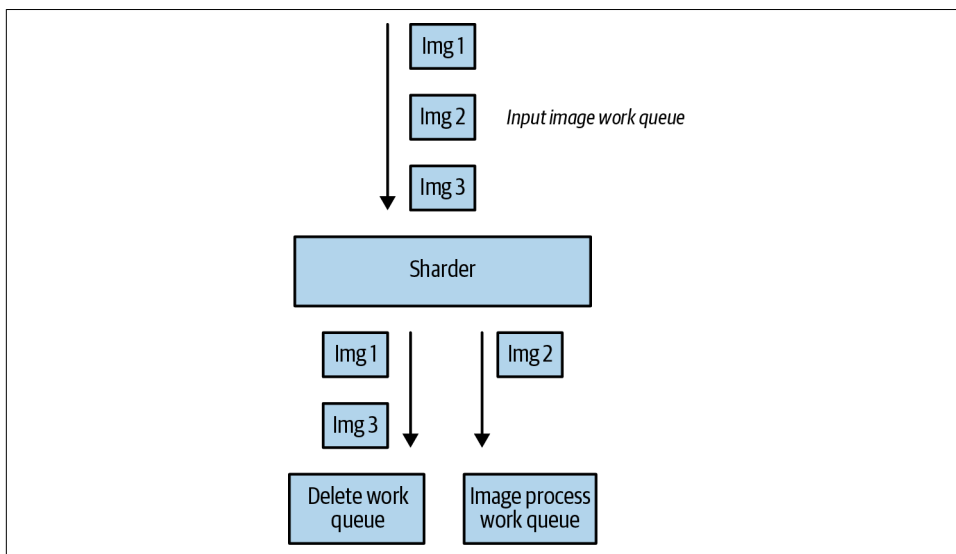 Img 1
Img 2
Input image work queue
Img 3
Sharder
Img 1
Img 2
Img 3
Delete work
queue
Image process
work queue